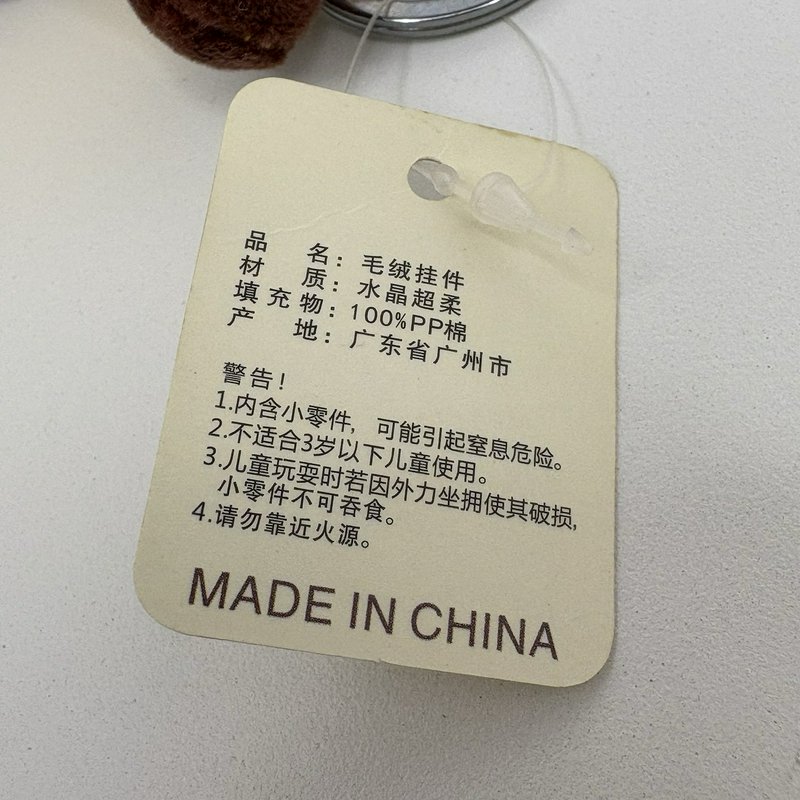 品 名：毛绒挂件
材 质：水晶超柔
填充物：100%PP棉
产 地：广东省广州市
警告！
1.内含小零件，可能引起窒息危险。
2.不适合3岁以下儿童使用。
3.儿童玩耍时若因外力坐拥使其破损，
小零件不可吞食。
4.请勿靠近火源。
MADE IN CHINA